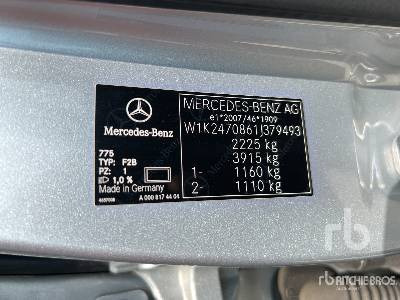 MERCEDES-BENZ AG
e1*2007/46*1909
W1K2470861J379493
2225 kg
3915 kg
1- 1160 kg
2- 1110 kg
Mercedes-Benz
775
TYP: F2B
PZ: 1
1,0 %
Made in Germany
A 000 817 44 04
rb
RITCHIE BROS